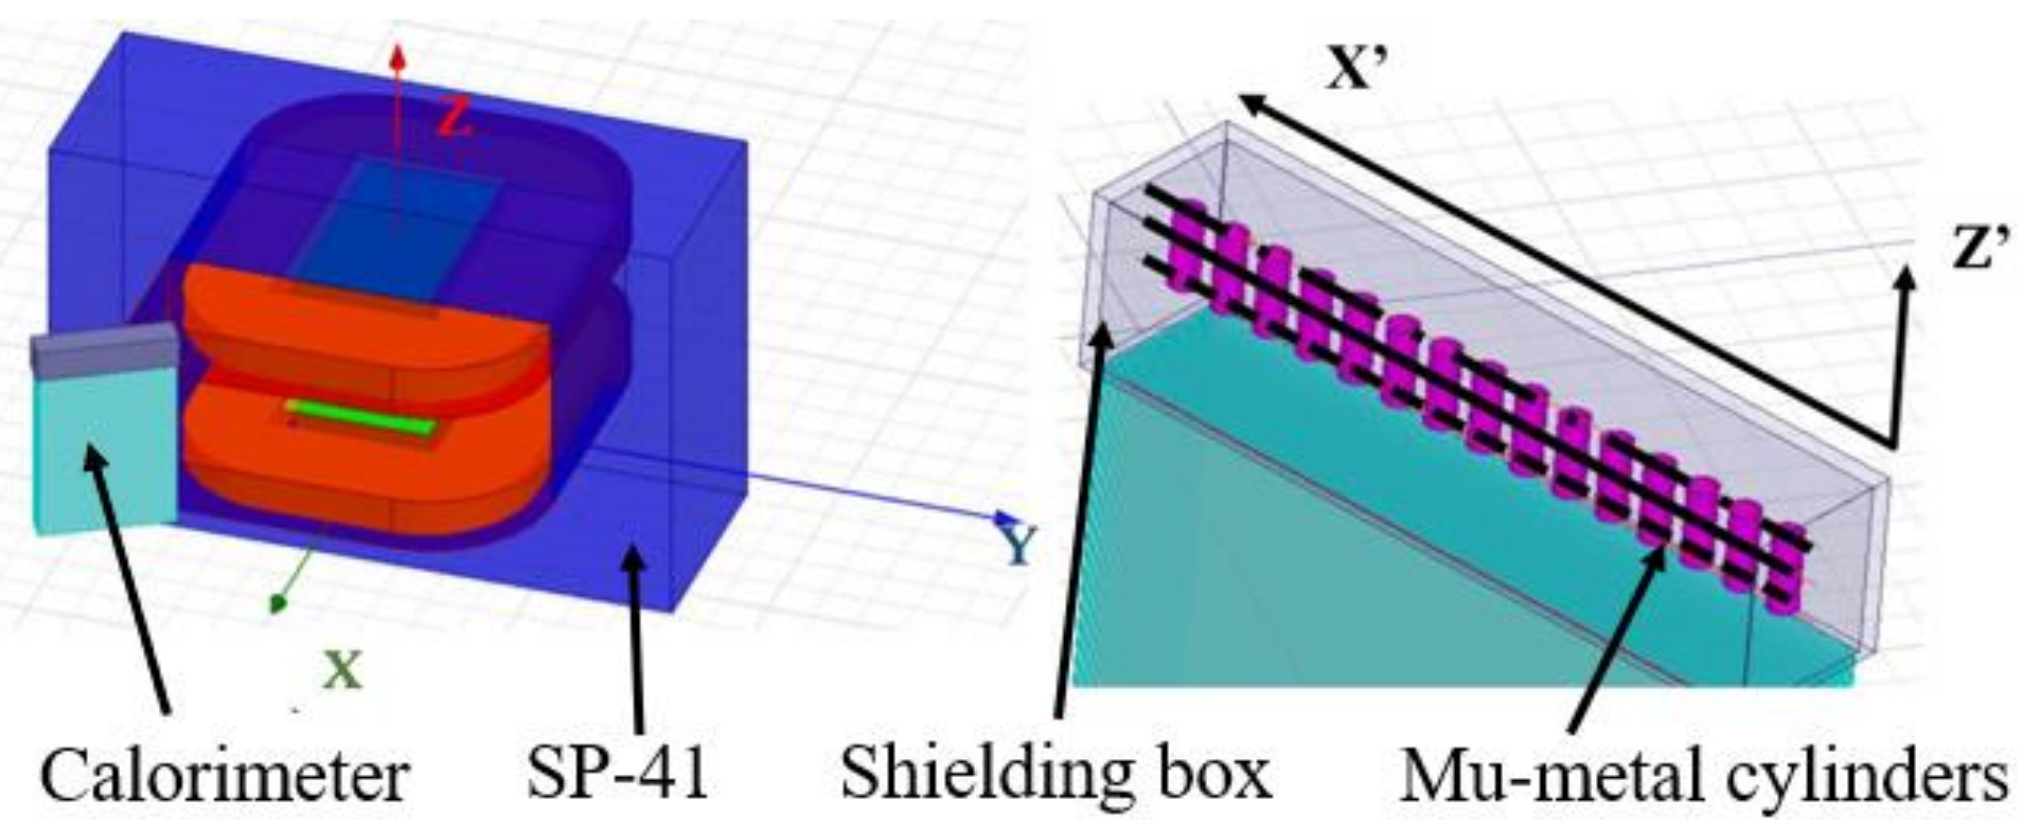 Z
Y
X
X’
Z’
Calorimeter
SP-41
Shielding box
Mu-metal cylinders